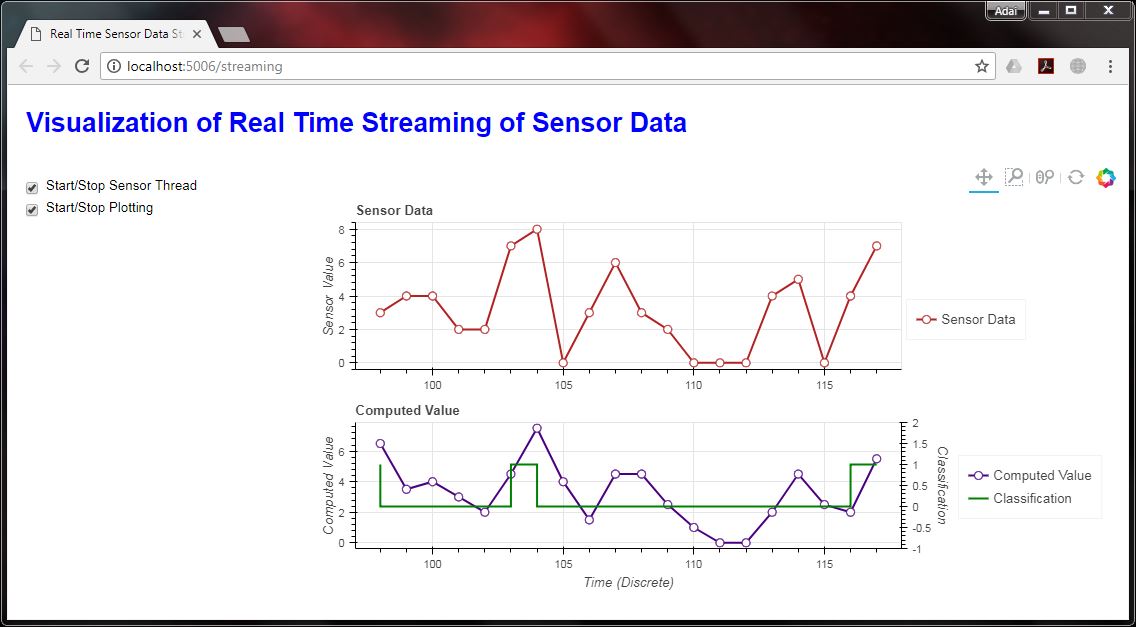 Adai
Real Time Sensor Data St
localhost:5006/streaming
Visualization of Real Time Streaming of Sensor Data
Start/Stop Sensor Thread
Start/Stop Plotting
Sensor Data
Sensor Value
8
6
4
2
0
100 105 110 115
Sensor Data
Computed Value
Computed Value
6
4
2
0
2
1.5
1
0.5
0
-0.5
-1
Classification
100 105 110 115
Time (Discrete)
Computed Value
Classification